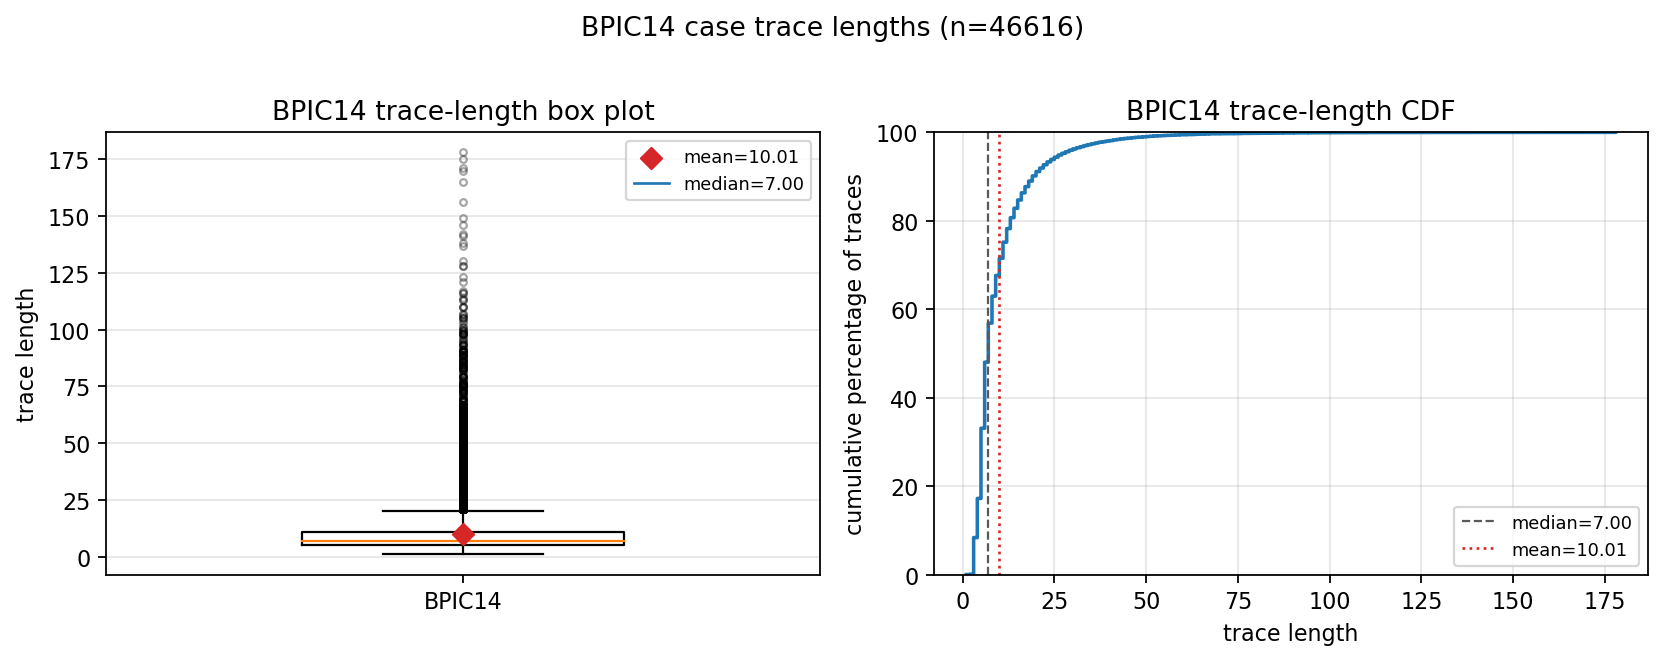 BPIC14 case trace lengths (n=46616)
BPIC14 trace-length box plot
trace length
175
150
125
100
75
50
25
0
mean=10.01
median=7.00
BPIC14
BPIC14 trace-length CDF
cumulative percentage of traces
100
80
60
40
20
0
median=7.00
mean=10.01
0 25 50 75 100 125 150 175
trace length